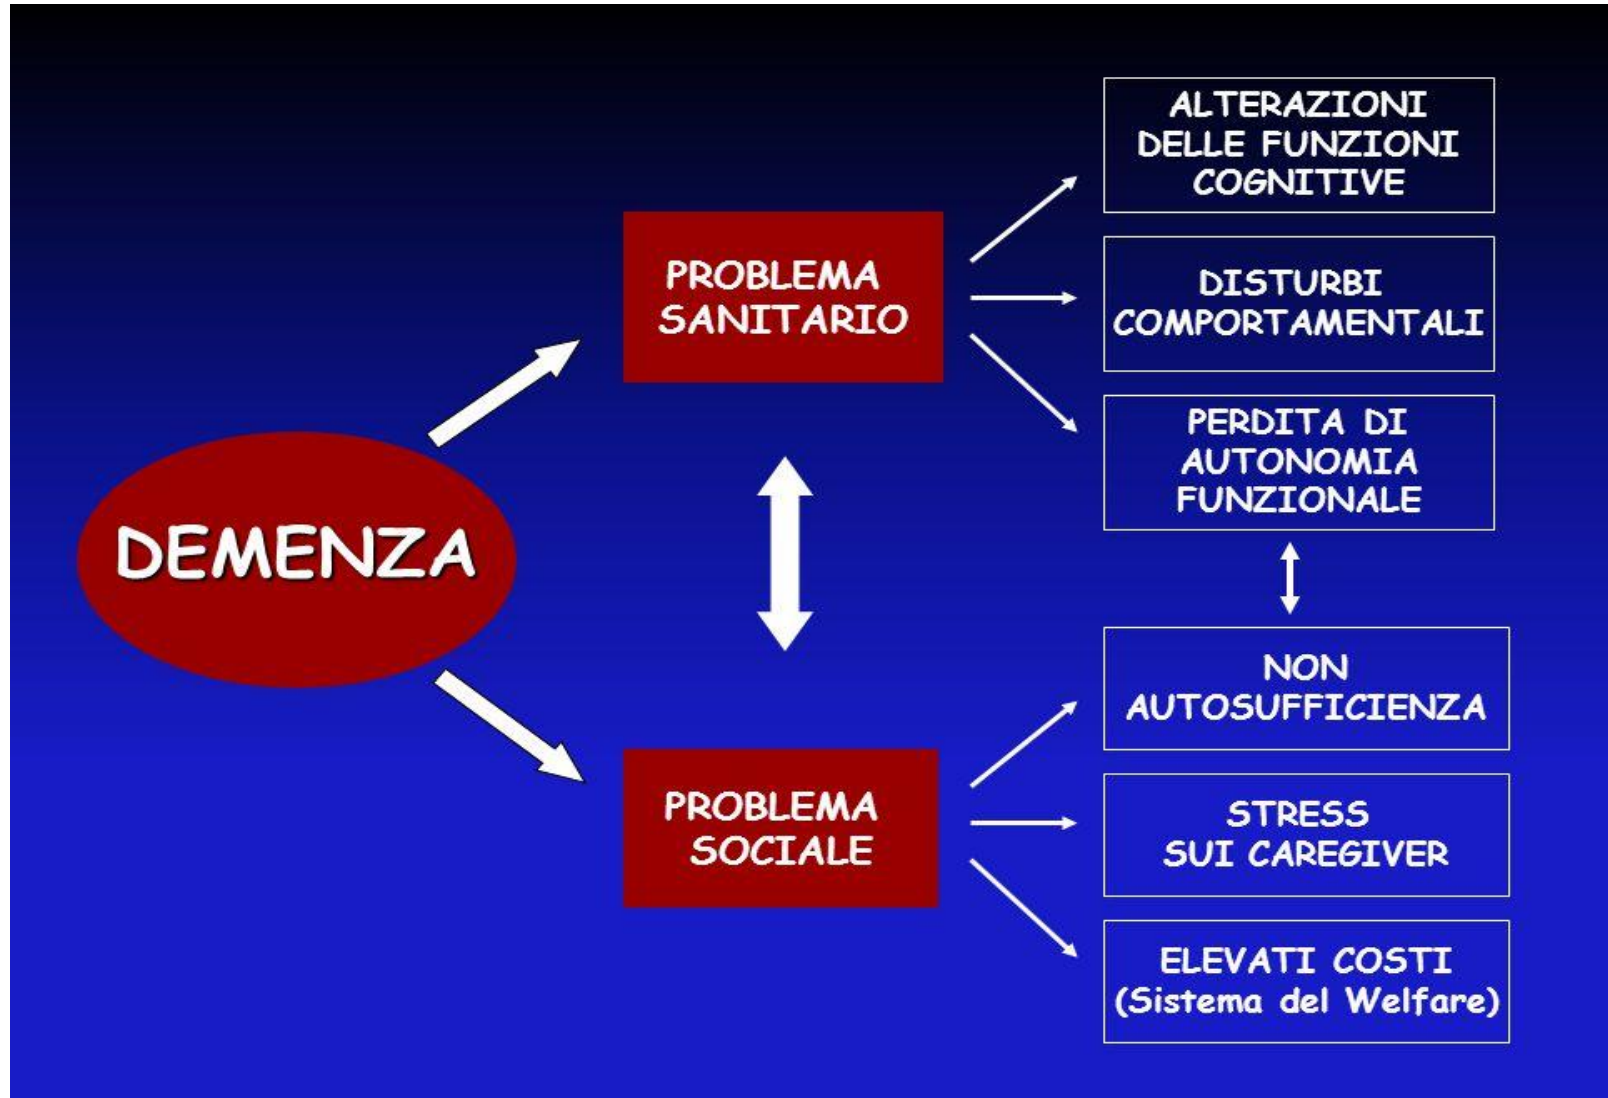 DEMENZA
PROBLEMA
SANITARIO
ALTERAZIONI
DELLE FUNZIONI
COGNITIVE
DISTURBI
COMPORTAMENTALI
PERDITA DI
AUTONOMIA
FUNZIONALE
PROBLEMA
SOCIALE
NON
AUTOSUFFICIENZA
STRESS
SUI CAREGIVER
ELEVATI COSTI
(Sistema del Welfare)